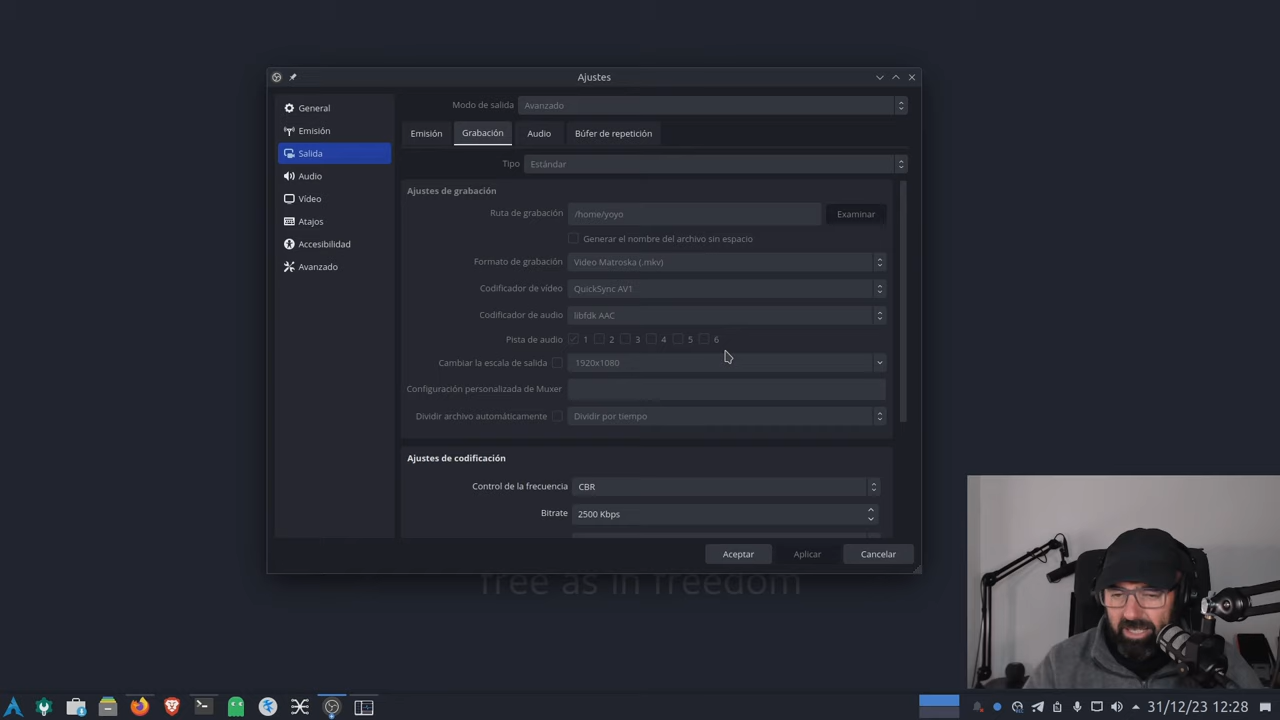 Ajustes
General
Emisión
Salida
Audio
Vídeo
Atajos
Accesibilidad
Avanzado
Modo de salida Avanzado
Emisión Grabación Audio Búfer de repetición
Tipo Estándar
Ajustes de grabación
Ruta de grabación /home/yoyo Examinar
Generar el nombre del archivo sin espacio
Formato de grabación Video Matroska (.mkv)
Codificador de vídeo QuickSync AV1
Codificador de audio libfdk AAC
Pista de audio 1 2 3 4 5 6
Cambiar la escala de salida 1920x1080
Configuración personalizada de Muxer
Dividir archivo automáticamente Dividir por tiempo
Ajustes de codificación
Control de la frecuencia CBR
Bitrate 2500 Kbps
Aceptar Aplicar Cancelar
free as in freedom
31/12/23 12:28